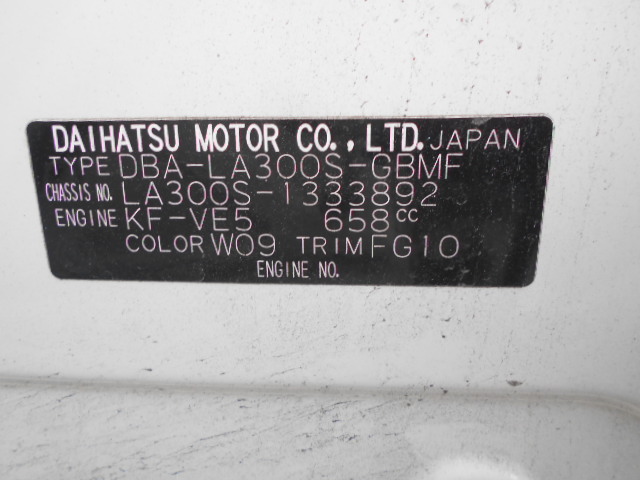 DAIHATSU MOTOR CO., LTD. JAPAN
TYPE DBA-LA300S-GBMF
CHASSIS NO. LA300S-1333892
ENGINE KF-VE5 658cc
COLOR W09 TRIM FG10
ENGINE NO.